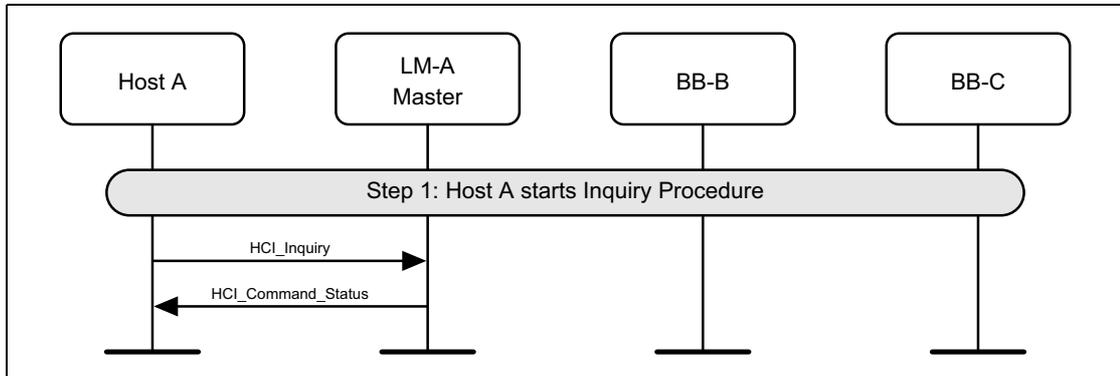 Host A
LM-A
Master
BB-B
BB-C
Step 1: Host A starts Inquiry Procedure
HCI_Inquiry
HCI_Command_Status